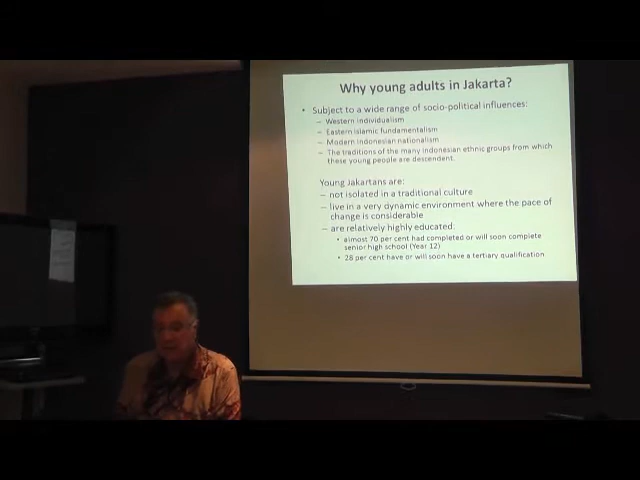 Why young adults in Jakarta?
• Subject to a wide range of socio-political influences:
– Western individualism
– Eastern Islamic fundamentalism
– Modern Indonesian nationalism
– The traditions of the many Indonesian ethnic groups from which
these young people are descendent.
Young Jakartans are:
– not isolated in a traditional culture
– live in a very dynamic environment where the pace of
change is considerable
– are relatively highly educated:
• almost 70 per cent had completed or will soon complete
senior high school (Year 12)
• 28 per cent have or will soon have a tertiary qualification